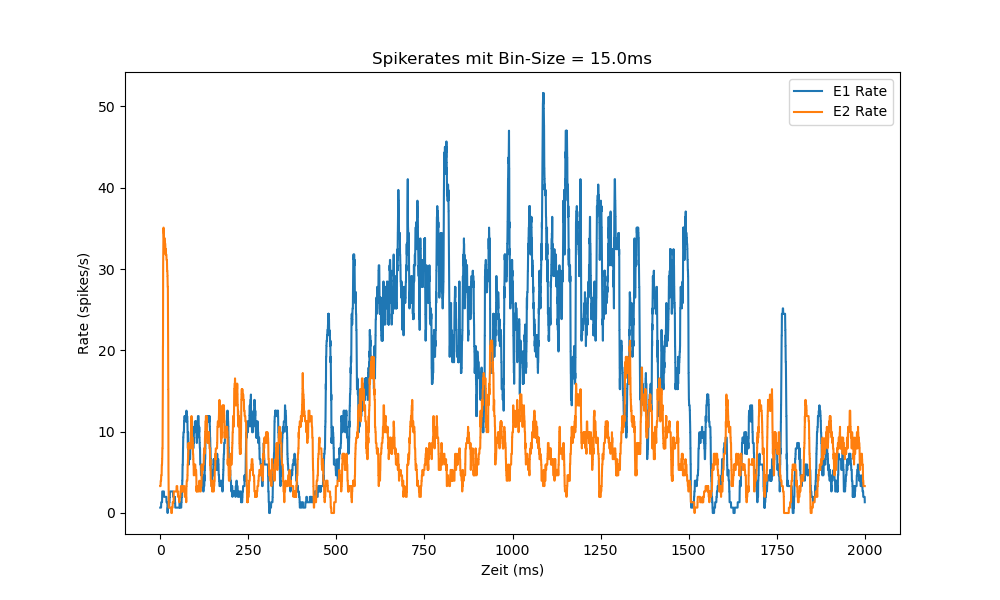 Spikerates mit Bin-Size = 15.0ms
E1 Rate
E2 Rate
50
40
30
20
10
0
Rate (spikes/s)
0 250 500 750 1000 1250 1500 1750 2000
Zeit (ms)